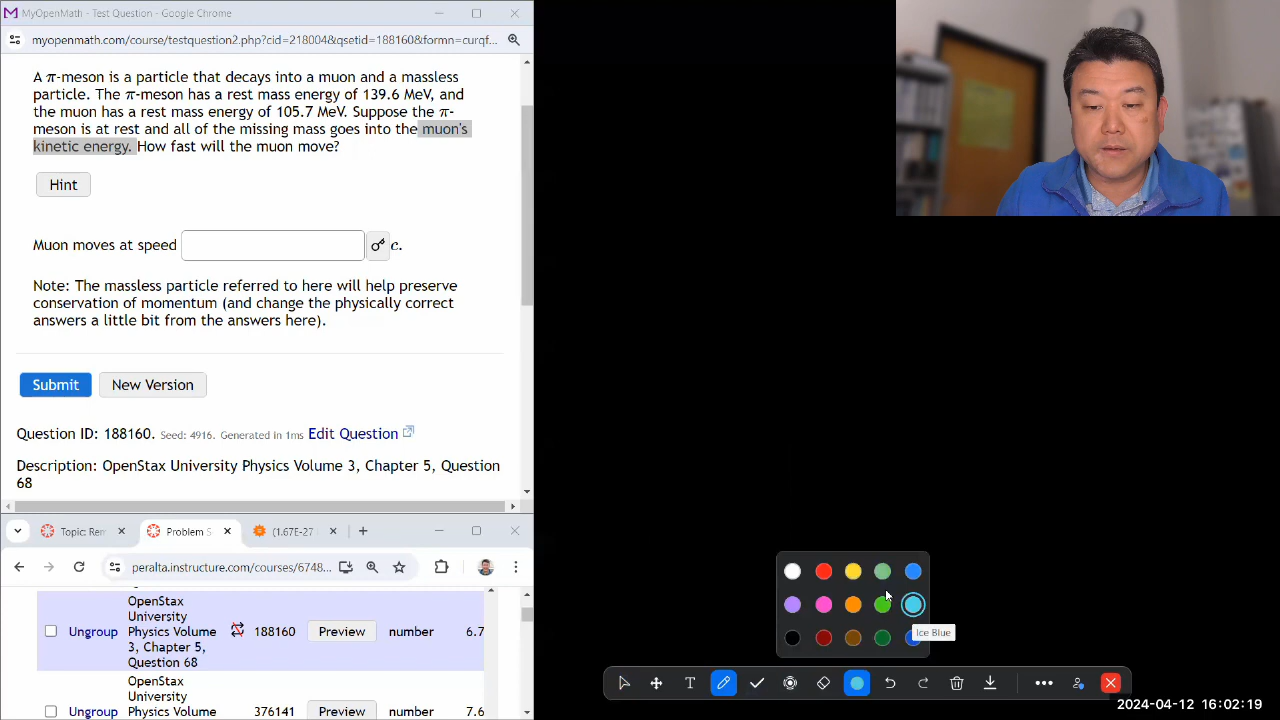 MyOpenMath - Test Question - Google Chrome
myopenmath.com/course/testquestion2.php?cid=218004&qsetid=188160&formn=curqf...
A π-meson is a particle that decays into a muon and a massless
particle. The π-meson has a rest mass energy of 139.6 MeV, and
the muon has a rest mass energy of 105.7 MeV. Suppose the π-
meson is at rest and all of the missing mass goes into the muon's
kinetic energy. How fast will the muon move?
Hint
Muon moves at speed c.
Note: The massless particle referred to here will help preserve
conservation of momentum (and change the physically correct
answers a little bit from the answers here).
Submit New Version
Question ID: 188160. Seed: 4916. Generated in 1ms Edit Question
Description: OpenStax University Physics Volume 3, Chapter 5, Question
68
Topic: Rem Problem S (1.67E-27
peralta.instructure.com/courses/6748...
OpenStax
University
Ungroup Physics Volume 188160 Preview number 6.7
3, Chapter 5,
Question 68
OpenStax
University
Ungroup Physics Volume 376141 Preview number 7.6
Ice Blue
T
2024-04-12 16:02:19